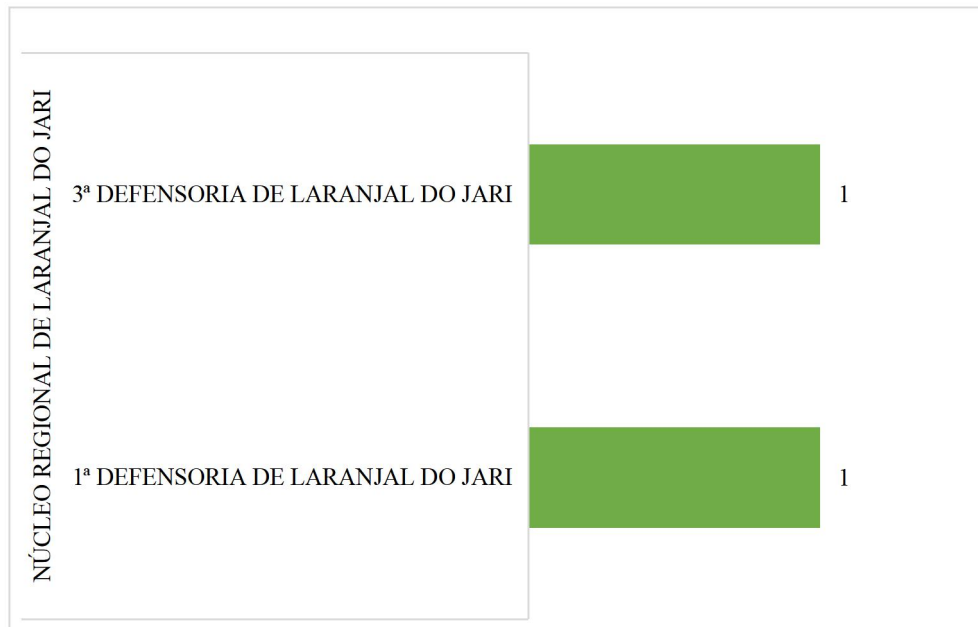 NÚCLEO REGIONAL DE LARANJAL DO JARI
3ª DEFENSORIA DE LARANJAL DO JARI
1
1ª DEFENSORIA DE LARANJAL DO JARI
1